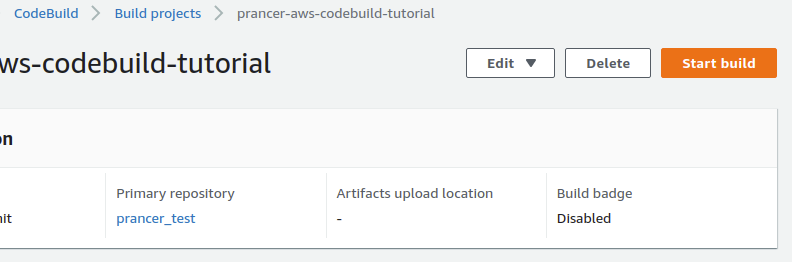 CodeBuild > Build projects > prancer-aws-codebuild-tutorial
ws-codebuild-tutorial
Edit ▼ Delete Start build
on
Primary repository Artifacts upload location Build badge
nit prancer_test - Disabled